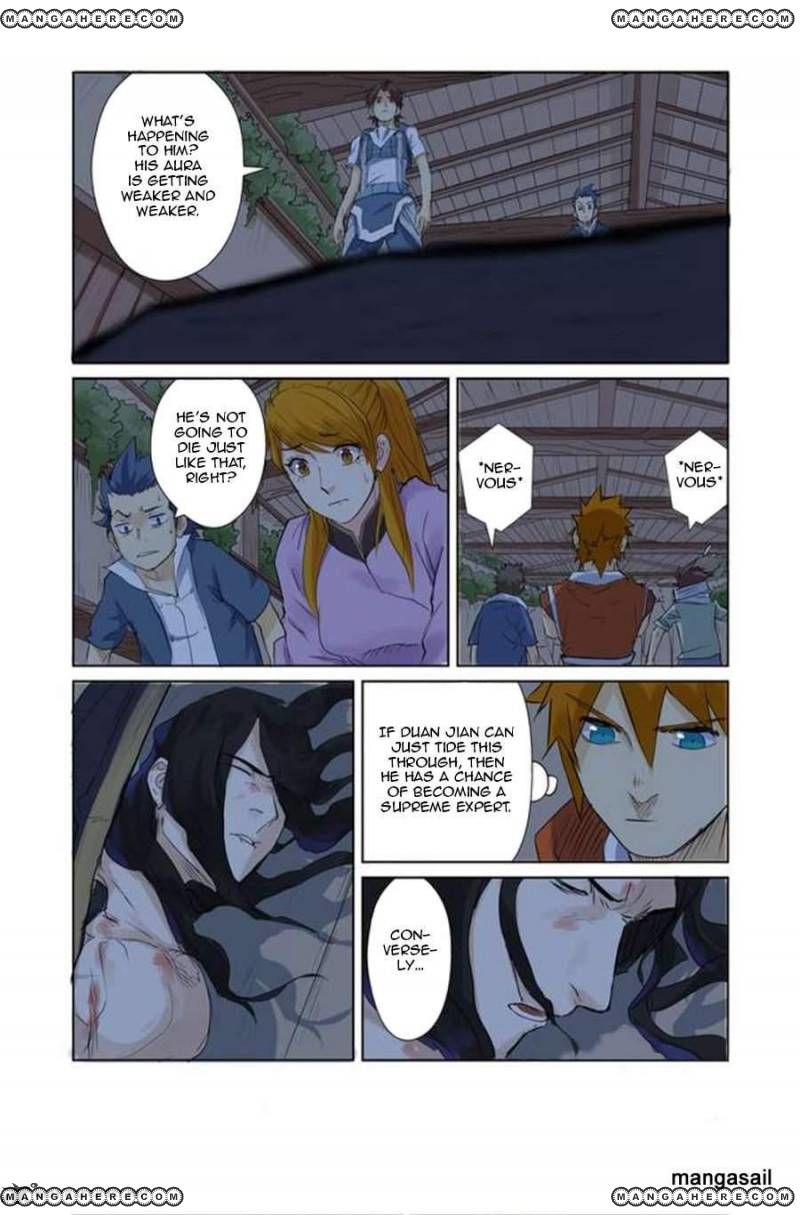 MANGAHERE.COM
MANGAHERE.COM
WHAT'S
HAPPENING
TO HIM?
HIS AURA
IS GETTING
WEAKER AND
WEAKER.
HE'S NOT
GOING TO
DIE JUST
LIKE THAT,
RIGHT?
*NER-
VOUS*
*NER-
VOUS*
IF DUAN JIAN CAN
JUST TIDE THIS
THROUGH, THEN
HE HAS A CHANCE
OF BECOMING A
SUPREME EXPERT.
CON-
VERSE-
LY...
mangasail
MANGAHERE.COM
MANGAHERE.COM